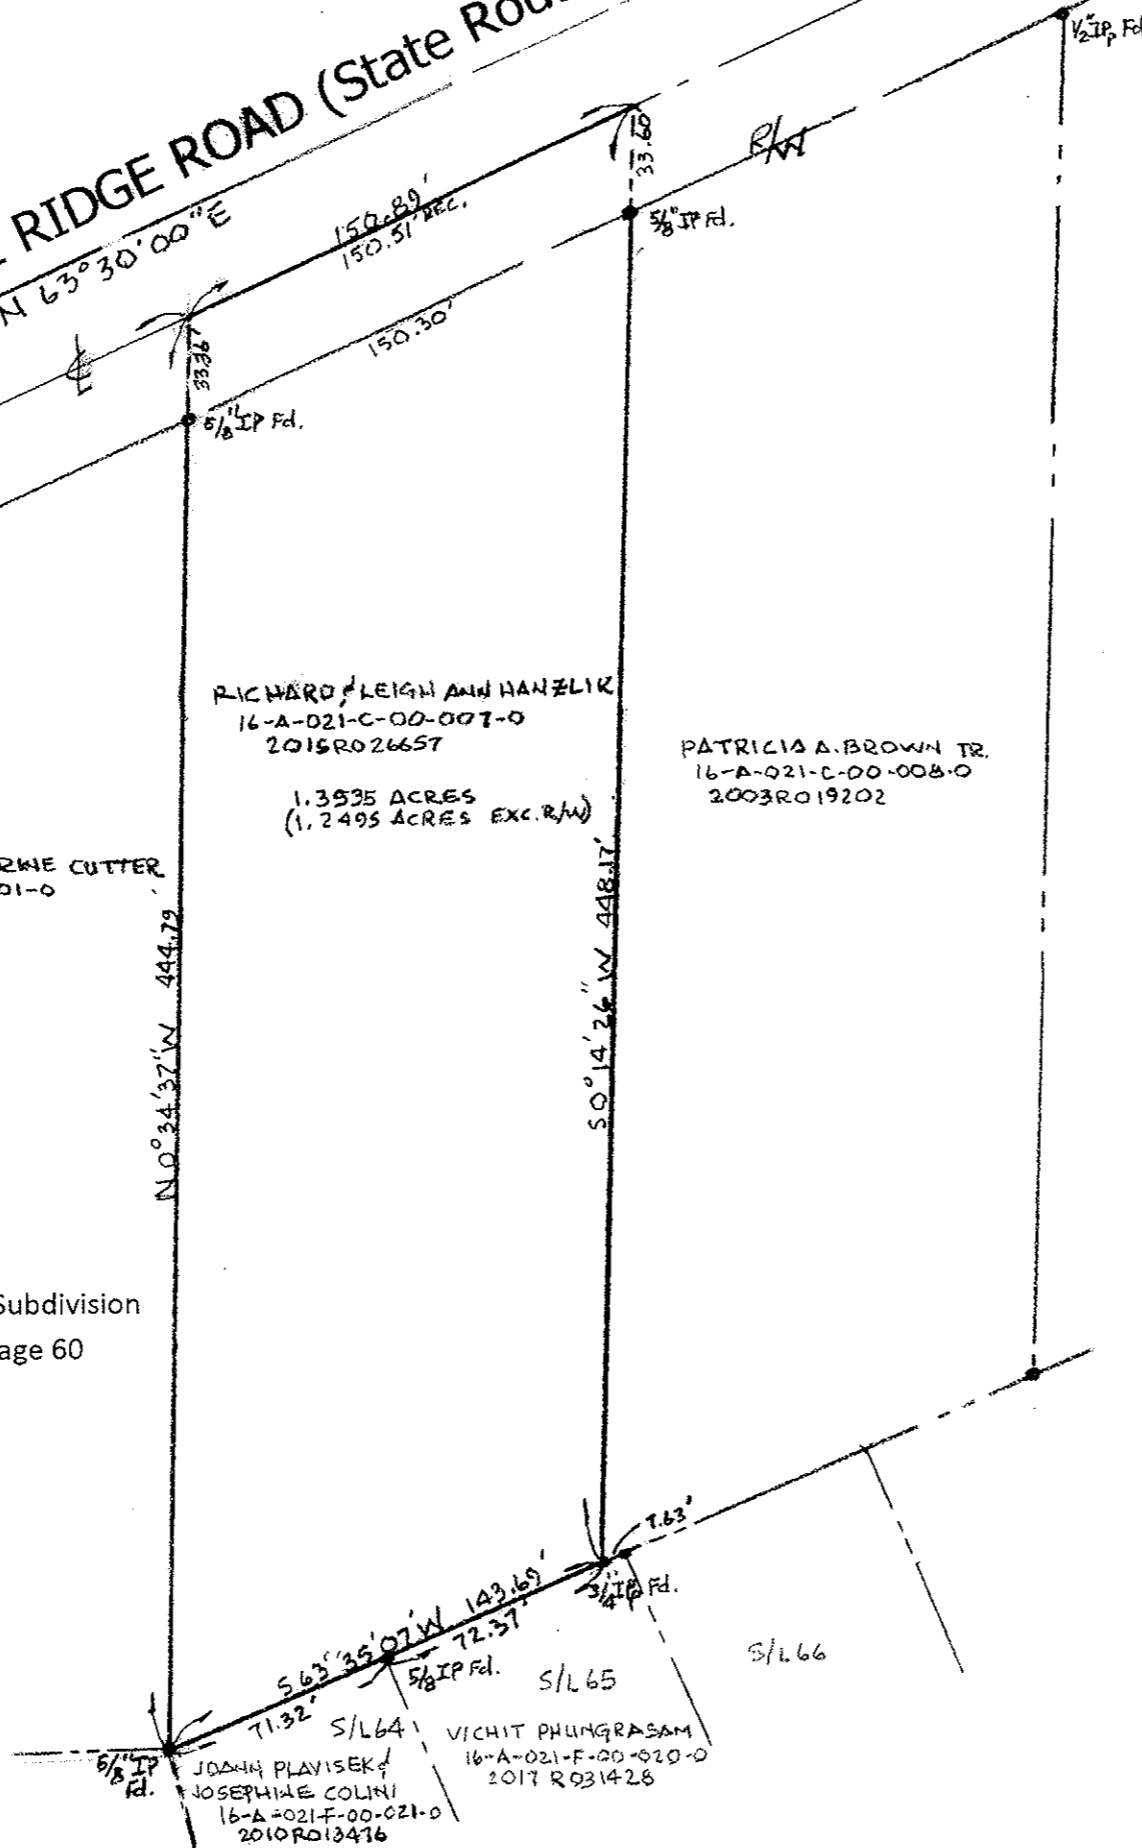 RIDGE ROAD (State Rou
N 63°30'00"E
150.89'
150.51' REC.
150.30'
33.60
R/W
1/2" IPp Fd
5/8" IP Fd.
33.36'
5/8" IP Fd.
RICHARD & LEIGH ANN HANZLIK
16-A-021-C-00-007-0
2015R026657
1.3535 ACRES
(1.2495 ACRES EXC. R/W)
PATRICIA A. BROWN TR.
16-A-021-C-00-008-0
2003R019202
RINE CUTTER
01-0
N 0°34'37"W 444.79'
S 0°14'26" W 448.17'
Subdivision
age 60
7.63'
3/4" IPp Fd.
S 63°35'07"W 143.69'
72.37'
71.32'
5/8 IP Fd.
S/L 66
S/L 65
S/L 64
5/8" IP
Fd.
JOANN PLAVISEK &
JOSEPHINE COLINI
16-A-021-F-00-021-0
2010R013476
VICHIT PHUNGRASAM
16-A-021-F-00-020-0
2017 R031428